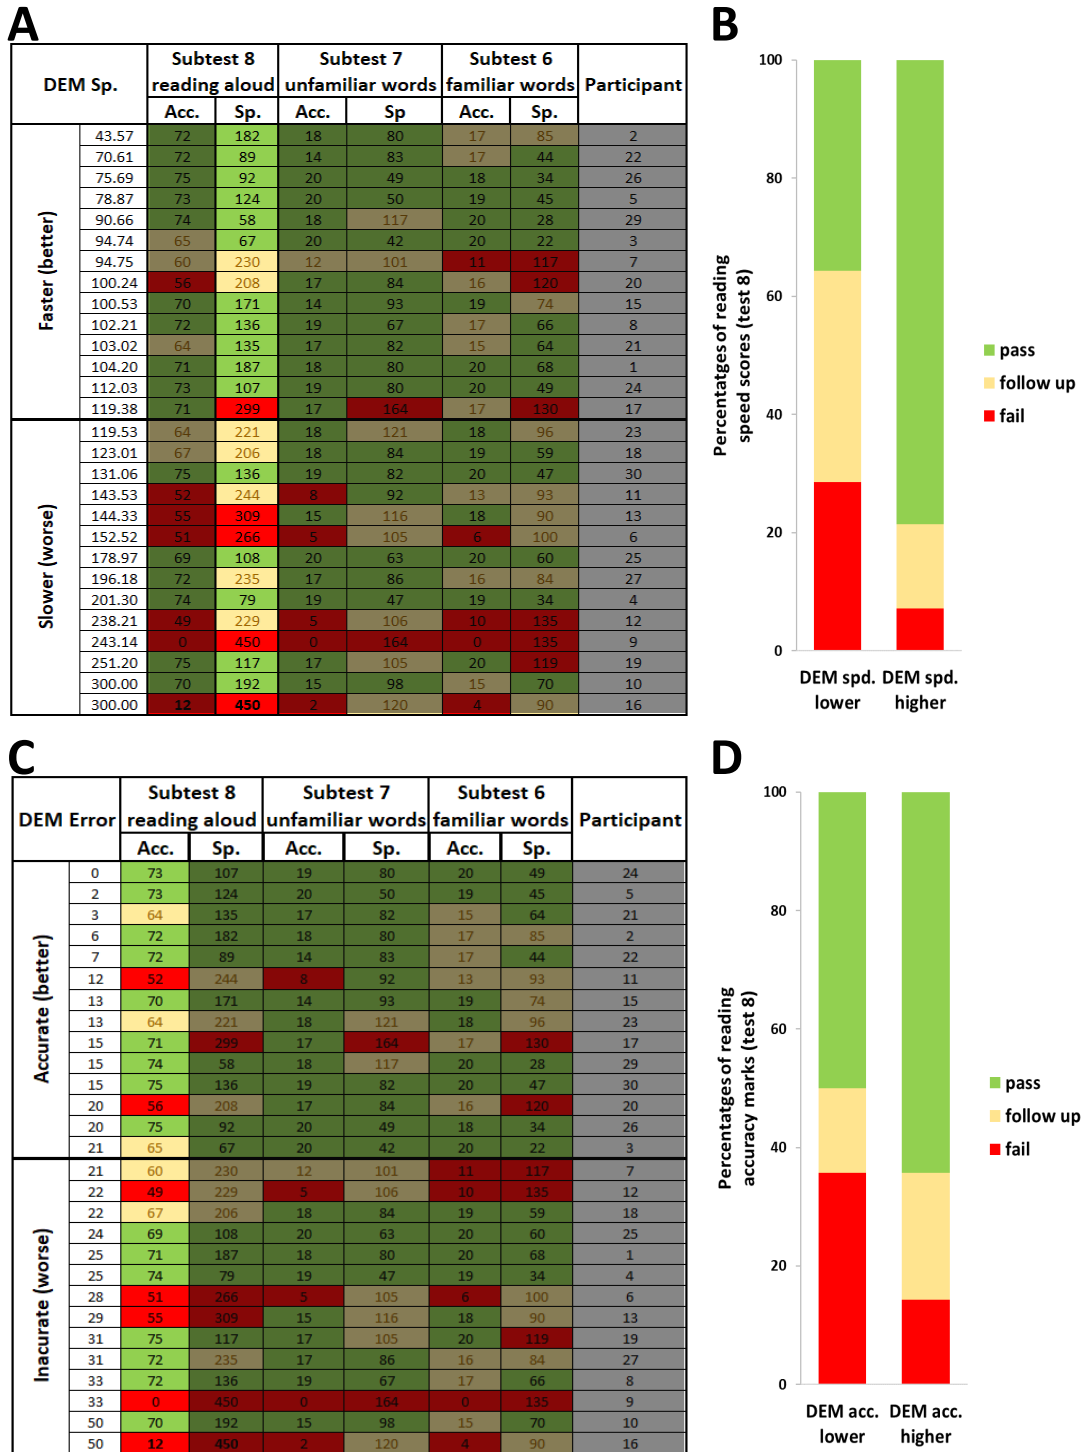 A
DEM Sp. Subtest 8 reading aloud Subtest 7 unfamiliar words Subtest 6 familiar words Participant
Acc. Sp. Acc. Sp Acc. Sp.
Faster (better)
43.57 72 182 18 80 17 85 2
70.61 72 89 14 83 17 44 22
75.69 75 92 20 49 18 34 26
78.87 73 124 20 50 19 45 5
90.66 74 58 18 117 20 28 29
94.74 65 67 20 42 20 22 3
94.75 60 230 12 101 11 117 7
100.24 56 208 17 84 16 120 20
100.53 70 171 14 93 19 74 15
102.21 72 136 19 67 17 66 8
103.02 64 135 17 82 15 64 21
104.20 71 187 18 80 20 68 1
112.03 73 107 19 80 20 49 24
119.38 71 299 17 164 17 130 17
Slower (worse)
119.53 64 221 18 121 18 96 23
123.01 67 206 18 84 19 59 18
131.06 75 136 19 82 20 47 30
143.53 52 244 8 92 13 93 11
144.33 55 309 15 116 18 90 13
152.52 51 266 5 105 6 100 6
178.97 69 108 20 63 20 60 25
196.18 72 235 17 86 16 84 27
201.30 74 79 19 47 19 34 4
238.21 49 229 5 106 10 135 12
243.14 0 450 0 164 0 135 9
251.20 75 117 17 105 20 119 19
300.00 70 192 15 98 15 70 10
300.00 12 450 2 120 4 90 16
B
Percentatges of reading
speed scores (test 8)
100
80
60
40
20
0
DEM spd. lower
DEM spd. higher
pass
follow up
fail
C
DEM Error Subtest 8 reading aloud Subtest 7 unfamiliar words Subtest 6 familiar words Participant
Acc. Sp. Acc. Sp. Acc. Sp.
Accurate (better)
0 73 107 19 80 20 49 24
2 73 124 20 50 19 45 5
3 64 135 17 82 15 64 21
6 72 182 18 80 17 85 2
7 72 89 14 83 17 44 22
12 52 244 8 92 13 93 11
13 70 171 14 93 19 74 15
13 64 221 18 121 18 96 23
15 71 299 17 164 17 130 17
15 74 58 18 117 20 28 29
15 75 136 19 82 20 47 30
20 56 208 17 84 16 120 20
20 75 92 20 49 18 34 26
21 65 67 20 42 20 22 3
Inacurate (worse)
21 60 230 12 101 11 117 7
22 49 229 5 106 10 135 12
22 67 206 18 84 19 59 18
24 69 108 20 63 20 60 25
25 71 187 18 80 20 68 1
25 74 79 19 47 19 34 4
28 51 266 5 105 6 100 6
29 55 309 15 116 18 90 13
31 75 117 17 105 20 119 19
31 72 235 17 86 16 84 27
33 72 136 19 67 17 66 8
33 0 450 0 164 0 135 9
50 70 192 15 98 15 70 10
50 12 450 2 120 4 90 16
D
Percentatges of reading
accuracy marks (test 8)
100
80
60
40
20
0
DEM acc. lower
DEM acc. higher
pass
follow up
fail